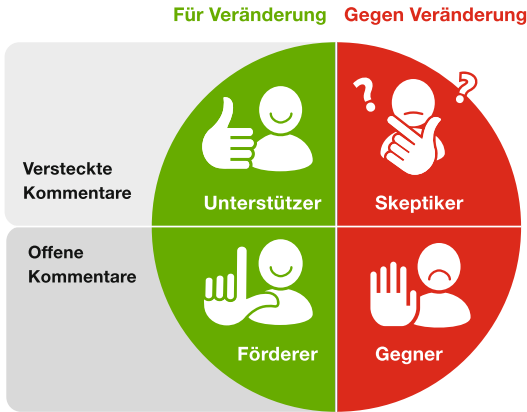 Für Veränderung
Gegen Veränderung
Versteckte
Kommentare
Unterstützer
Skeptiker
Offene
Kommentare
Förderer
Gegner